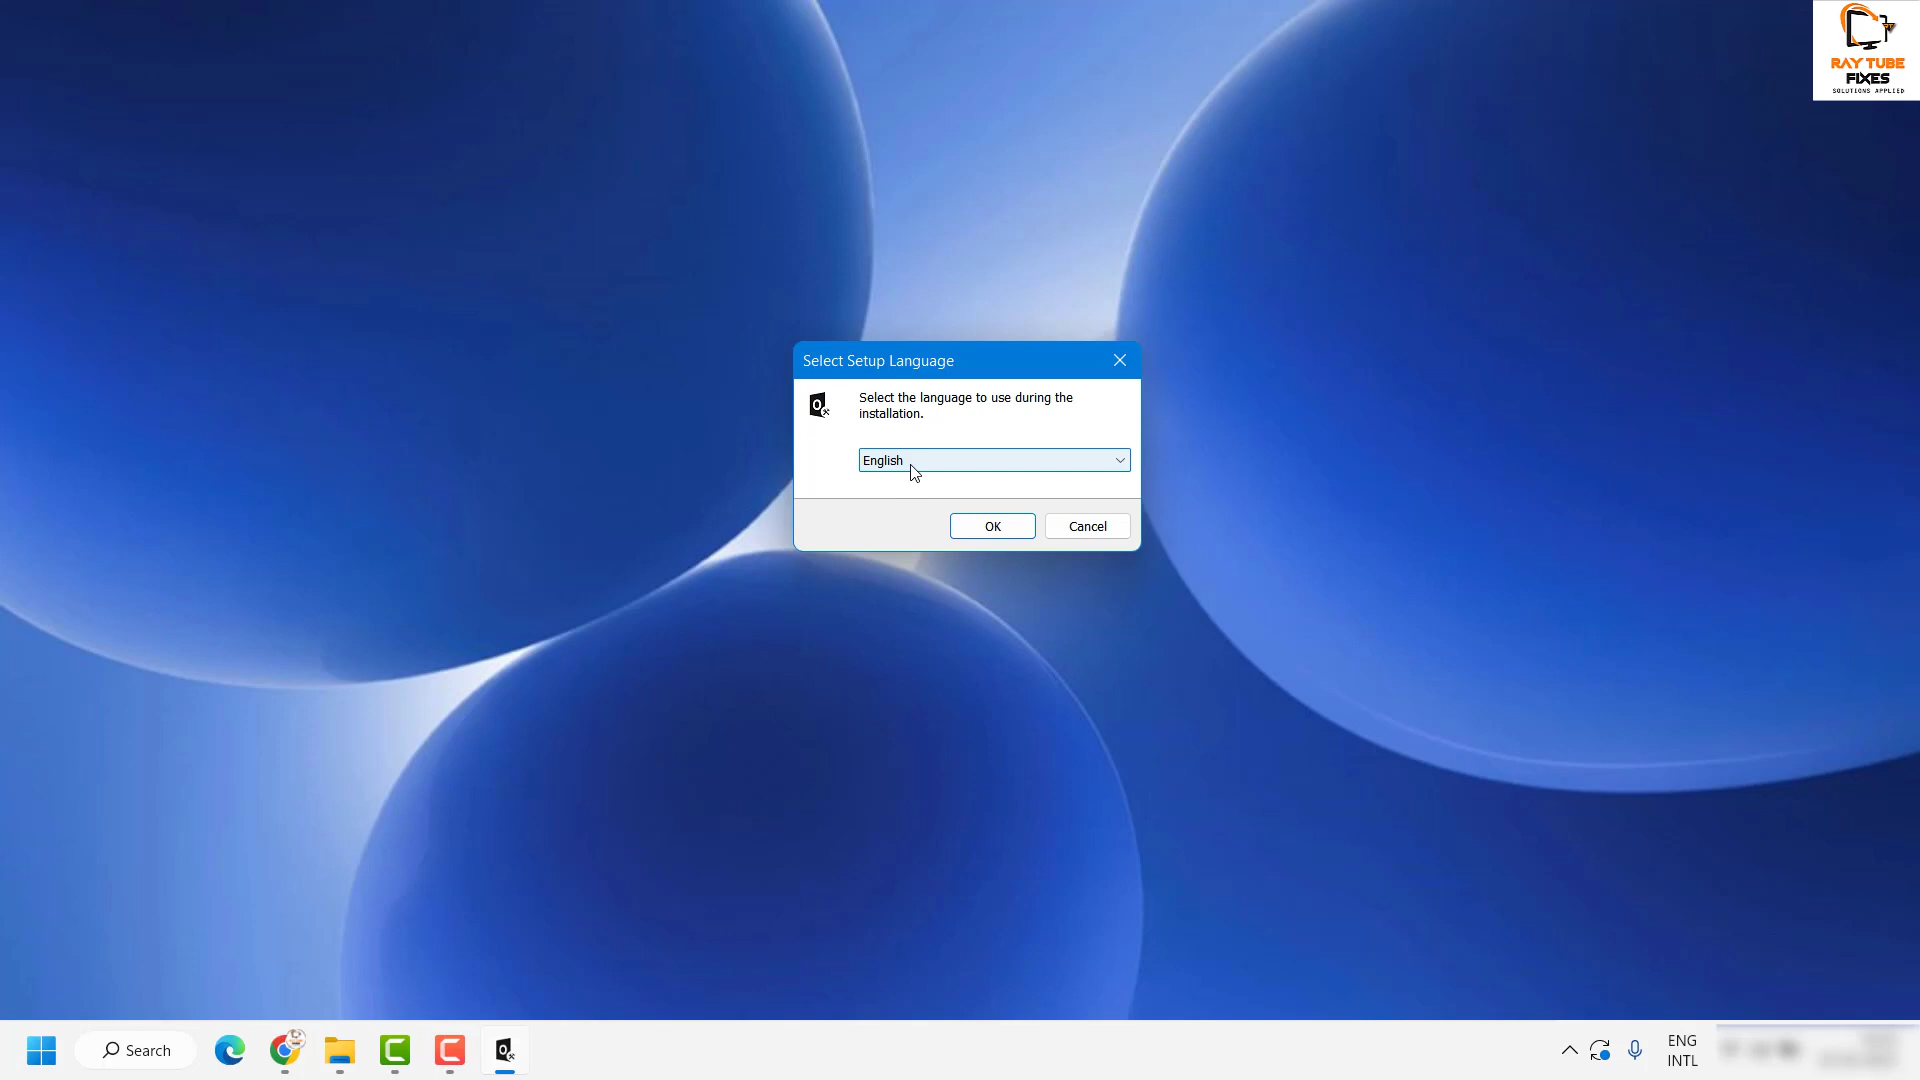 RAY TUBE
FIXES
SOLUTIONS APPLIED
Select Setup Language
Select the language to use during the
installation.
English
OK
Cancel
Search
ENG
INTL